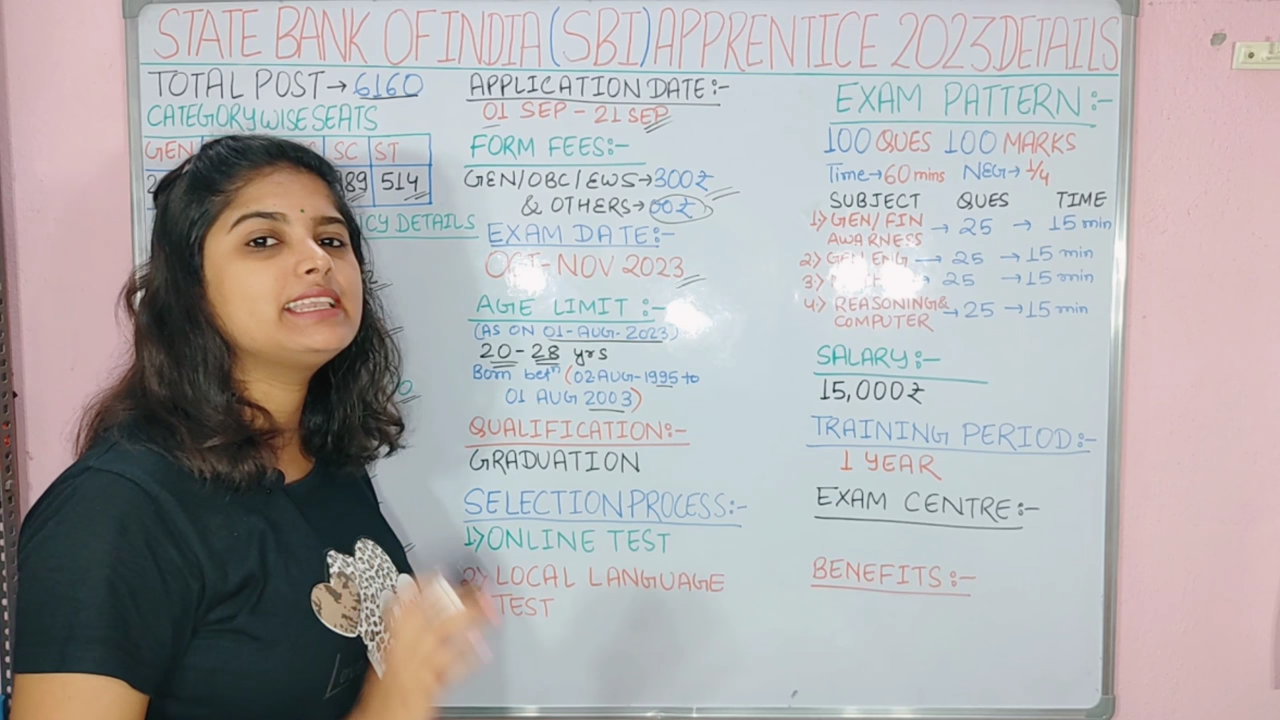 STATE BANK OF INDIA (SBI) APPRENTICE 2023 DETAILS
TOTAL POST → 6160
CATEGORY WISE SEATS
GEN SC ST
2 89 514
CY DETAILS
APPLICATION DATE:-
01 SEP - 21 SEP
FORM FEES:-
GEN/OBC/EWS → 300₹
& OTHERS → 00₹
EXAM DATE:-
OCT- NOV 2023
AGE LIMIT :-
(AS ON 01-AUG-2023)
20 - 28 yrs
Born betⁿ (02 AUG-1995 to
01 AUG 2003)
QUALIFICATION:-
GRADUATION
SELECTION PROCESS:-
1) ONLINE TEST
2) LOCAL LANGUAGE
TEST
EXAM PATTERN:-
100 QUES 100 MARKS
Time → 60 mins NEG → 1/4
SUBJECT QUES TIME
1) GEN/FIN → 25 → 15 min
AWARNESS
2) GEN ENG → 25 → 15 min
3) → 25 → 15 min
4) REASONING & → 25 → 15 min
COMPUTER
SALARY:-
15,000₹
TRAINING PERIOD:-
1 YEAR
EXAM CENTRE:-
BENEFITS:-